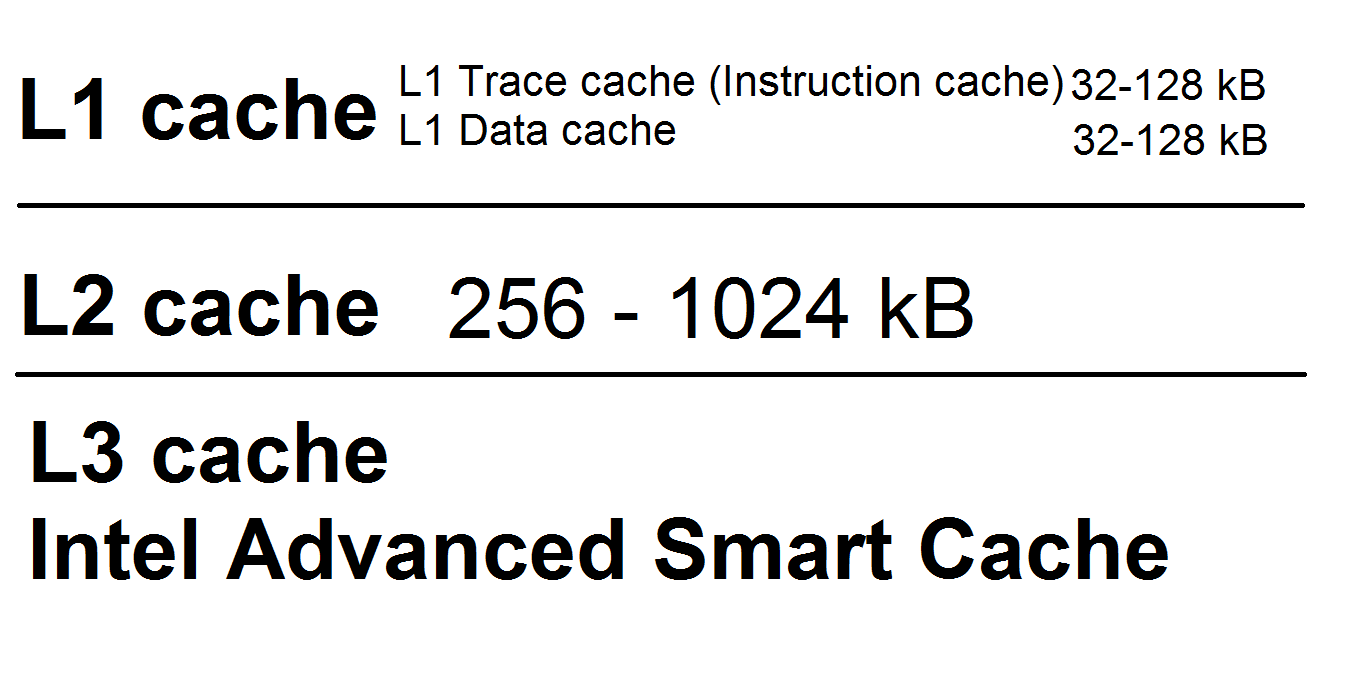 L1 cache L1 Trace cache (Instruction cache) 32-128 kB
L1 Data cache 32-128 kB
L2 cache 256 - 1024 kB
L3 cache
Intel Advanced Smart Cache